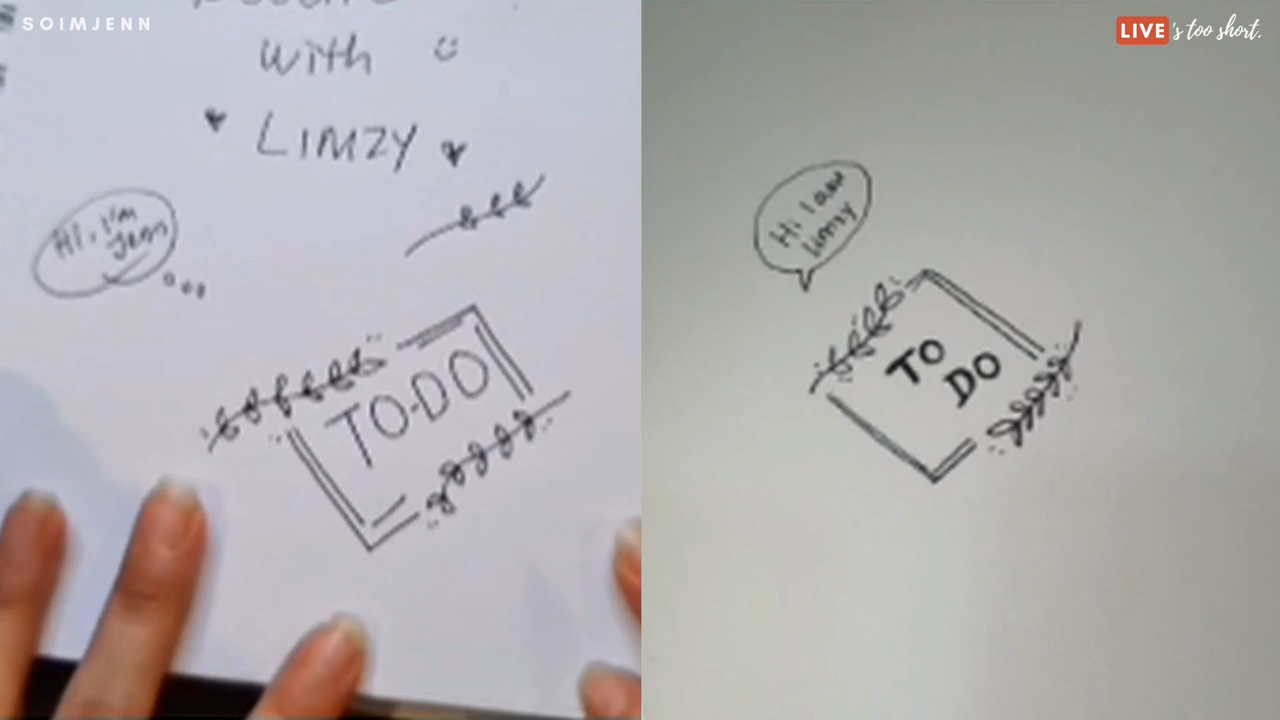 SOIMJENN
with
LIMZY
Hi, I'm
Jenn
TO-DO
LIVE's too short.
Hi I am
Limzy
TO
DO